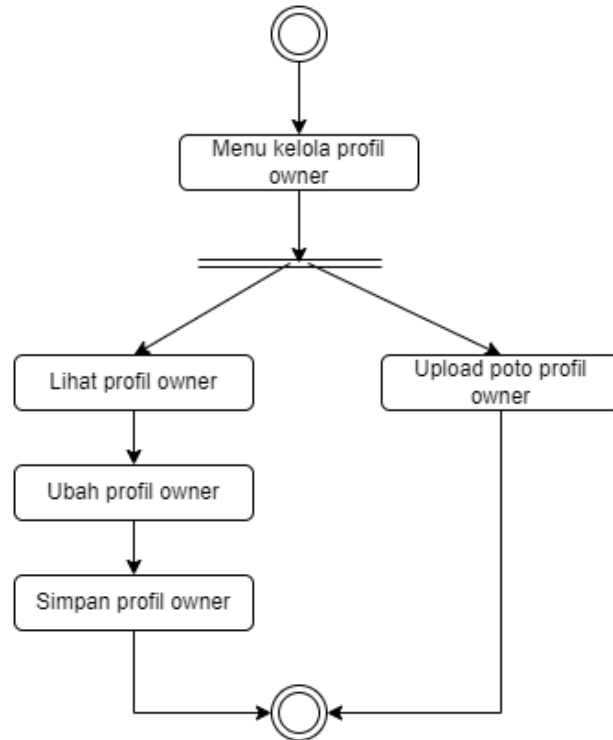 Menu kelola profil
owner
Lihat profil owner
Upload poto profil
owner
Ubah profil owner
Simpan profil owner